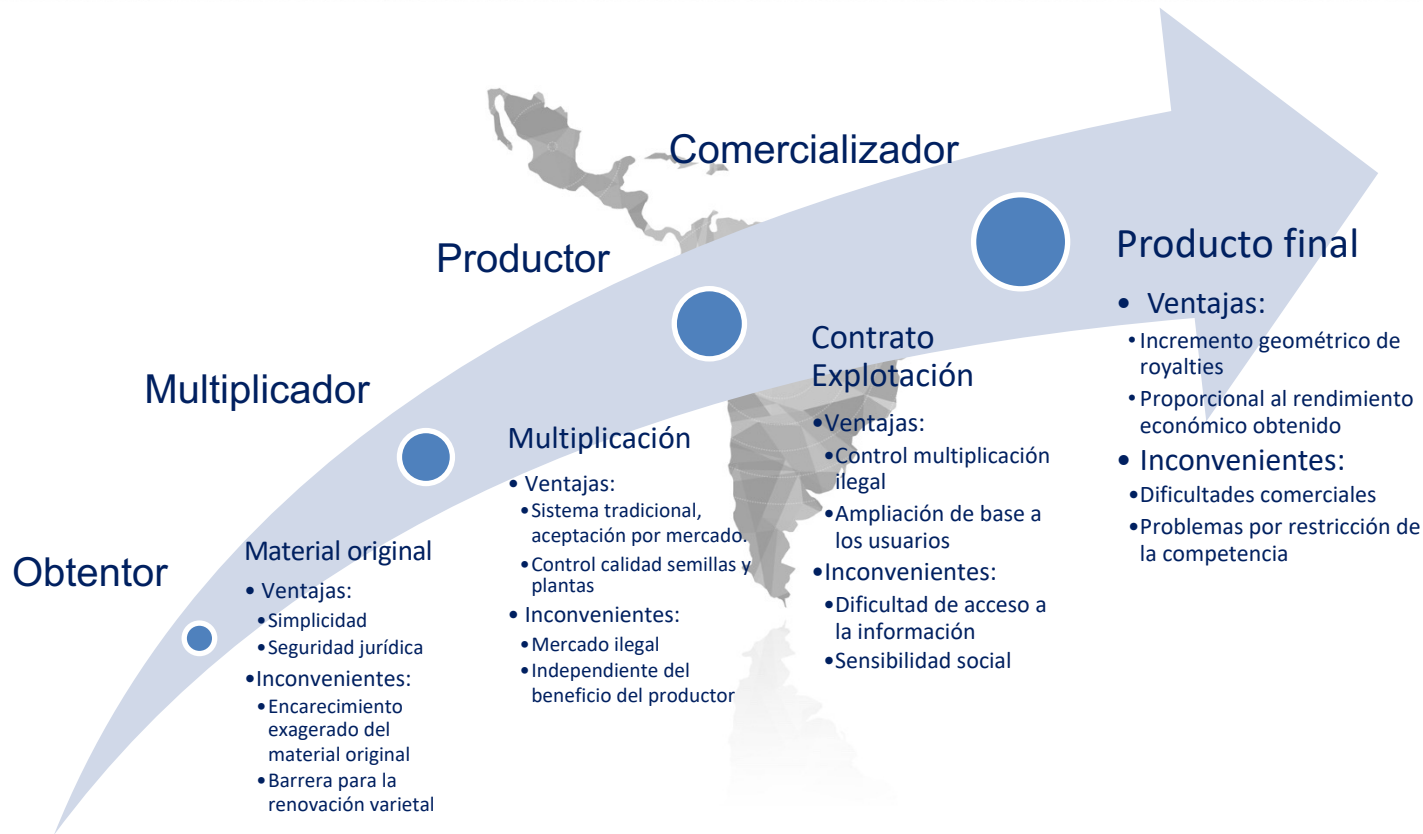 Obtentor
Material original
• Ventajas:
•Simplicidad
•Seguridad jurídica
•Inconvenientes:
•Encarecimiento
exagerado del
material original
•Barrera para la
renovación varietal
Multiplicador
Multiplicación
• Ventajas:
•Sistema tradicional,
aceptación por mercado.
•Control calidad semillas y
plantas
• Inconvenientes:
•Mercado ilegal
•Independiente del
beneficio del productor
Productor
Contrato
Explotación
•Ventajas:
•Control multiplicación
ilegal
•Ampliación de base a
los usuarios
•Inconvenientes:
•Dificultad de acceso a
la información
•Sensibilidad social
Comercializador
Producto final
• Ventajas:
•Incremento geométrico de
royalties
•Proporcional al rendimiento
económico obtenido
• Inconvenientes:
•Dificultades comerciales
•Problemas por restricción de
la competencia